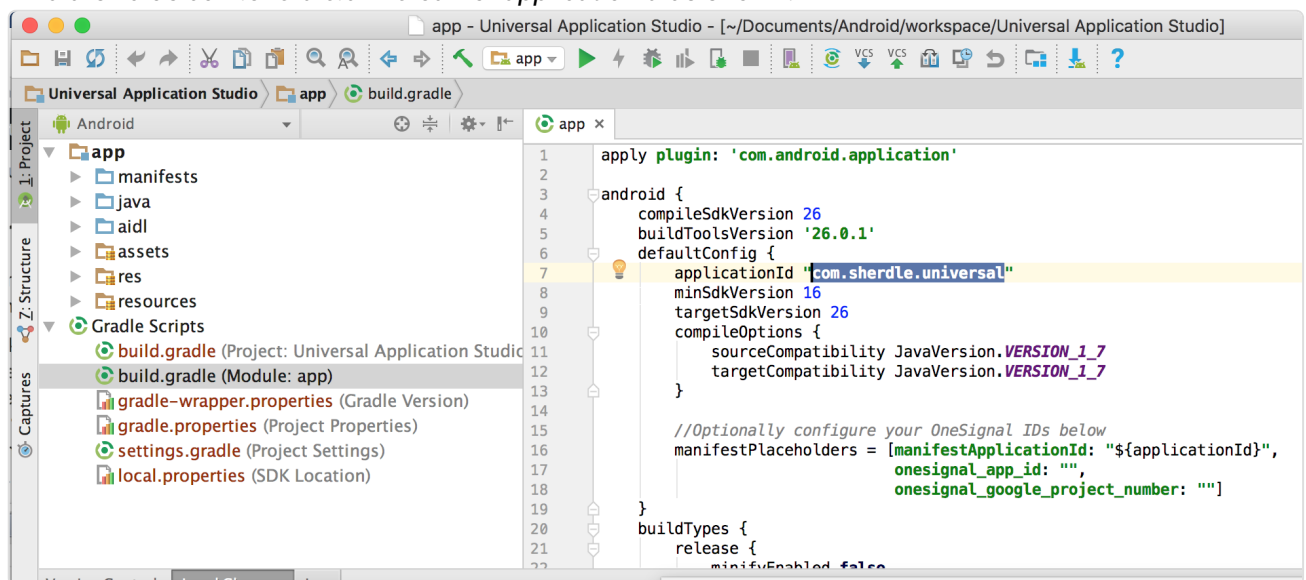 app - Universal Application Studio - [~/Documents/Android/workspace/Universal Application Studio]
app
VCS VCS
?
Universal Application Studio app build.gradle
1: Project
Z: Structure
Captures
Android
app
manifests
java
aidl
assets
res
resources
Gradle Scripts
build.gradle (Project: Universal Application Studio
build.gradle (Module: app)
gradle-wrapper.properties (Gradle Version)
gradle.properties (Project Properties)
settings.gradle (Project Settings)
local.properties (SDK Location)
app ×
1 apply plugin: 'com.android.application'
2
3 android {
4 compileSdkVersion 26
5 buildToolsVersion '26.0.1'
6 defaultConfig {
7 applicationId "com.sherdle.universal"
8 minSdkVersion 16
9 targetSdkVersion 26
10 compileOptions {
11 sourceCompatibility JavaVersion.VERSION_1_7
12 targetCompatibility JavaVersion.VERSION_1_7
13 }
14
15 //Optionally configure your OneSignal IDs below
16 manifestPlaceholders = [manifestApplicationId: "${applicationId}",
17 onesignal_app_id: "",
18 onesignal_google_project_number: ""]
19 }
20 buildTypes {
21 release {
22 minifyEnabled false